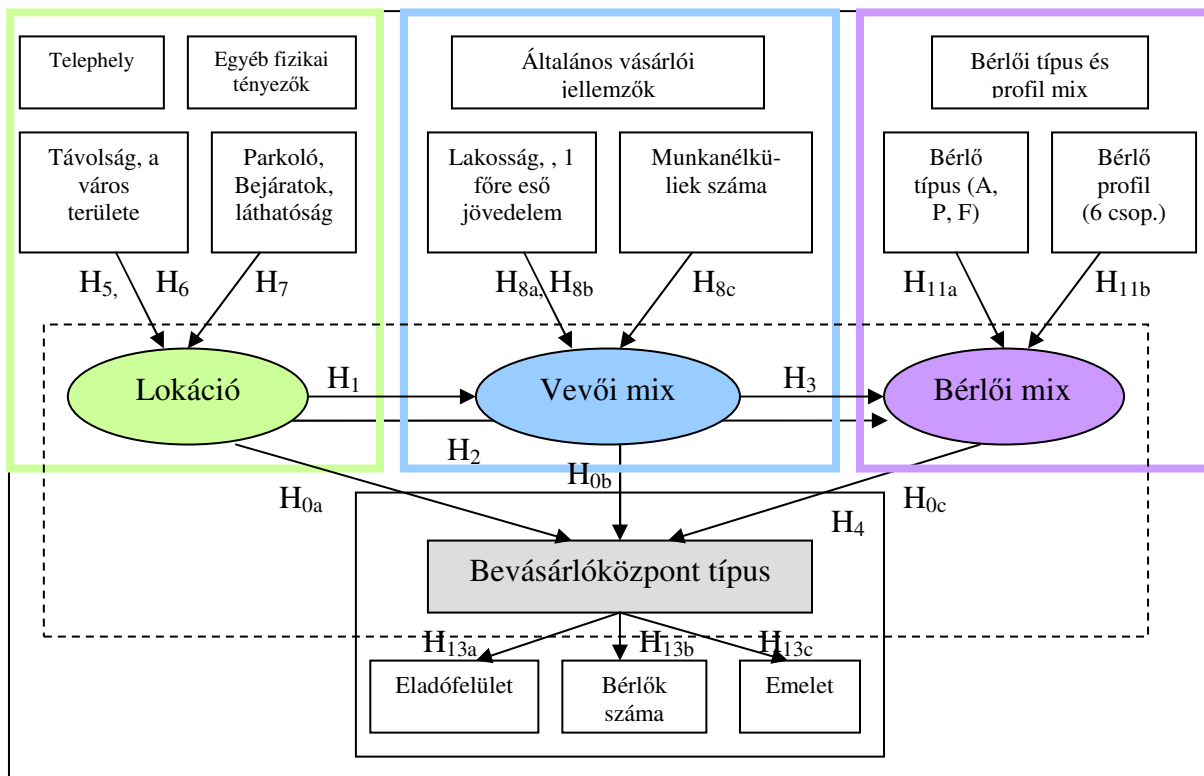 Telephely
Egyéb fizikai
tényezők
Általános vásárlói
jellemzők
Bérlői típus és
profil mix
Távolság, a
város
területe
Parkoló,
Bejáratok,
láthatóság
Lakosság, , 1
főre eső
jövedelem
Munkanélkü-
liek száma
Bérlő
típus (A,
P, F)
Bérlő
profil
(6 csop.)
H5, H6 H7
H8a, H8b H8c
H11a H11b
Lokáció
H1
Vevői mix
H3
Bérlői mix
H2
H0a
H0b
H0c
H4
Bevásárlóközpont típus
H13a H13b H13c
Eladófelület
Bérlők
száma
Emelet